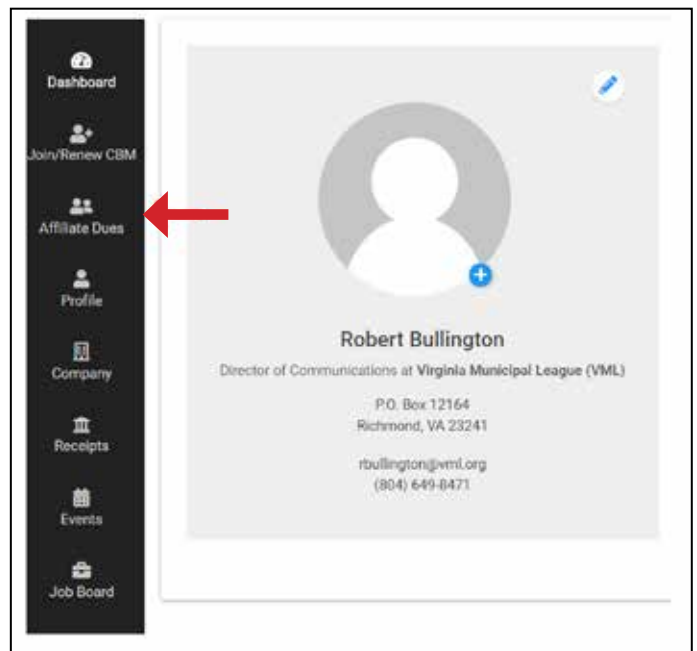 Dashboard
Join/Renew CBM
Affiliate Dues
Profile
Company
Receipts
Events
Job Board
Robert Bullington
Director of Communications at Virginia Municipal League (VML)
P.O. Box 12164
Richmond, VA 23241
rbullington@vml.org
(804) 649-8471